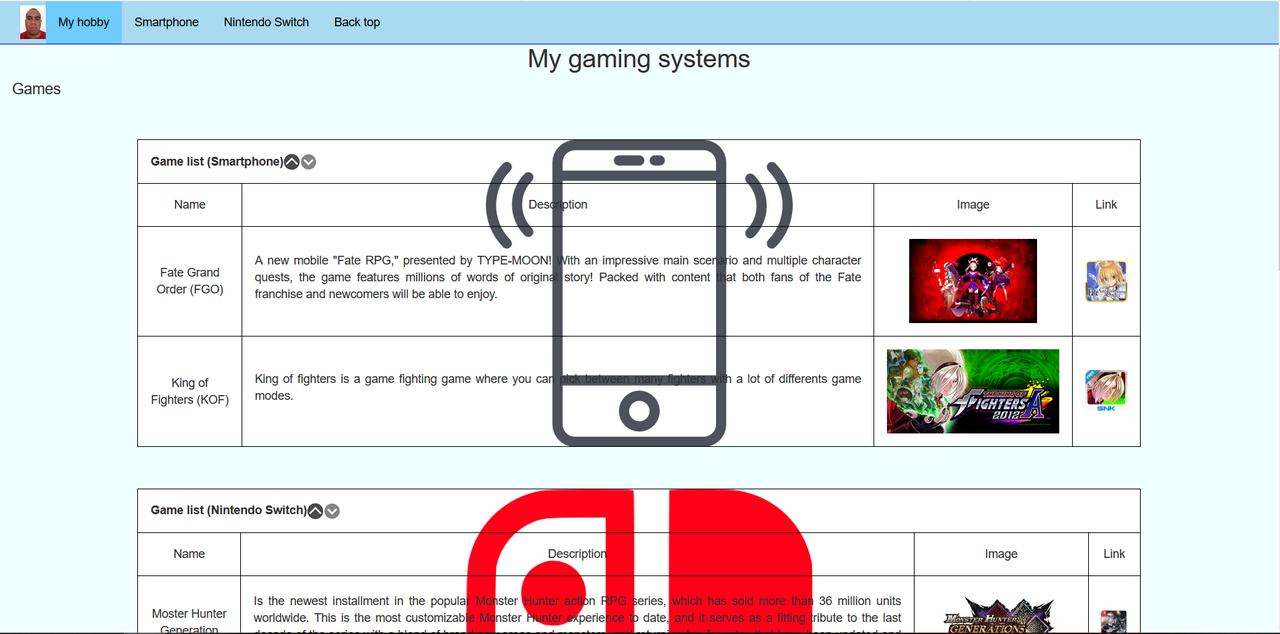 My hobby Smartphone Nintendo Switch Back top
My gaming systems
Games
Game list (Smartphone)
Name Description Image Link
Fate Grand
Order (FGO)
A new mobile "Fate RPG," presented by TYPE-MOON! With an impressive main scenario and multiple character
quests, the game features millions of words of original story! Packed with content that both fans of the Fate
franchise and newcomers will be able to enjoy.
Fate
King of
Fighters (KOF)
King of fighters is a game fighting game where you can pick between many fighters with a lot of differents game
modes.
THE KING OF
FIGHTERS A
2012
SNK
Game list (Nintendo Switch)
Name Description Image Link
Moster Hunter
Generation
Is the newest installment in the popular Monster Hunter action RPG series, which has sold more than 36 million units
worldwide. This is the most customizable Monster Hunter experience to date, and it serves as a fitting tribute to the last
MONSTER HUNTER
GENERATIONS